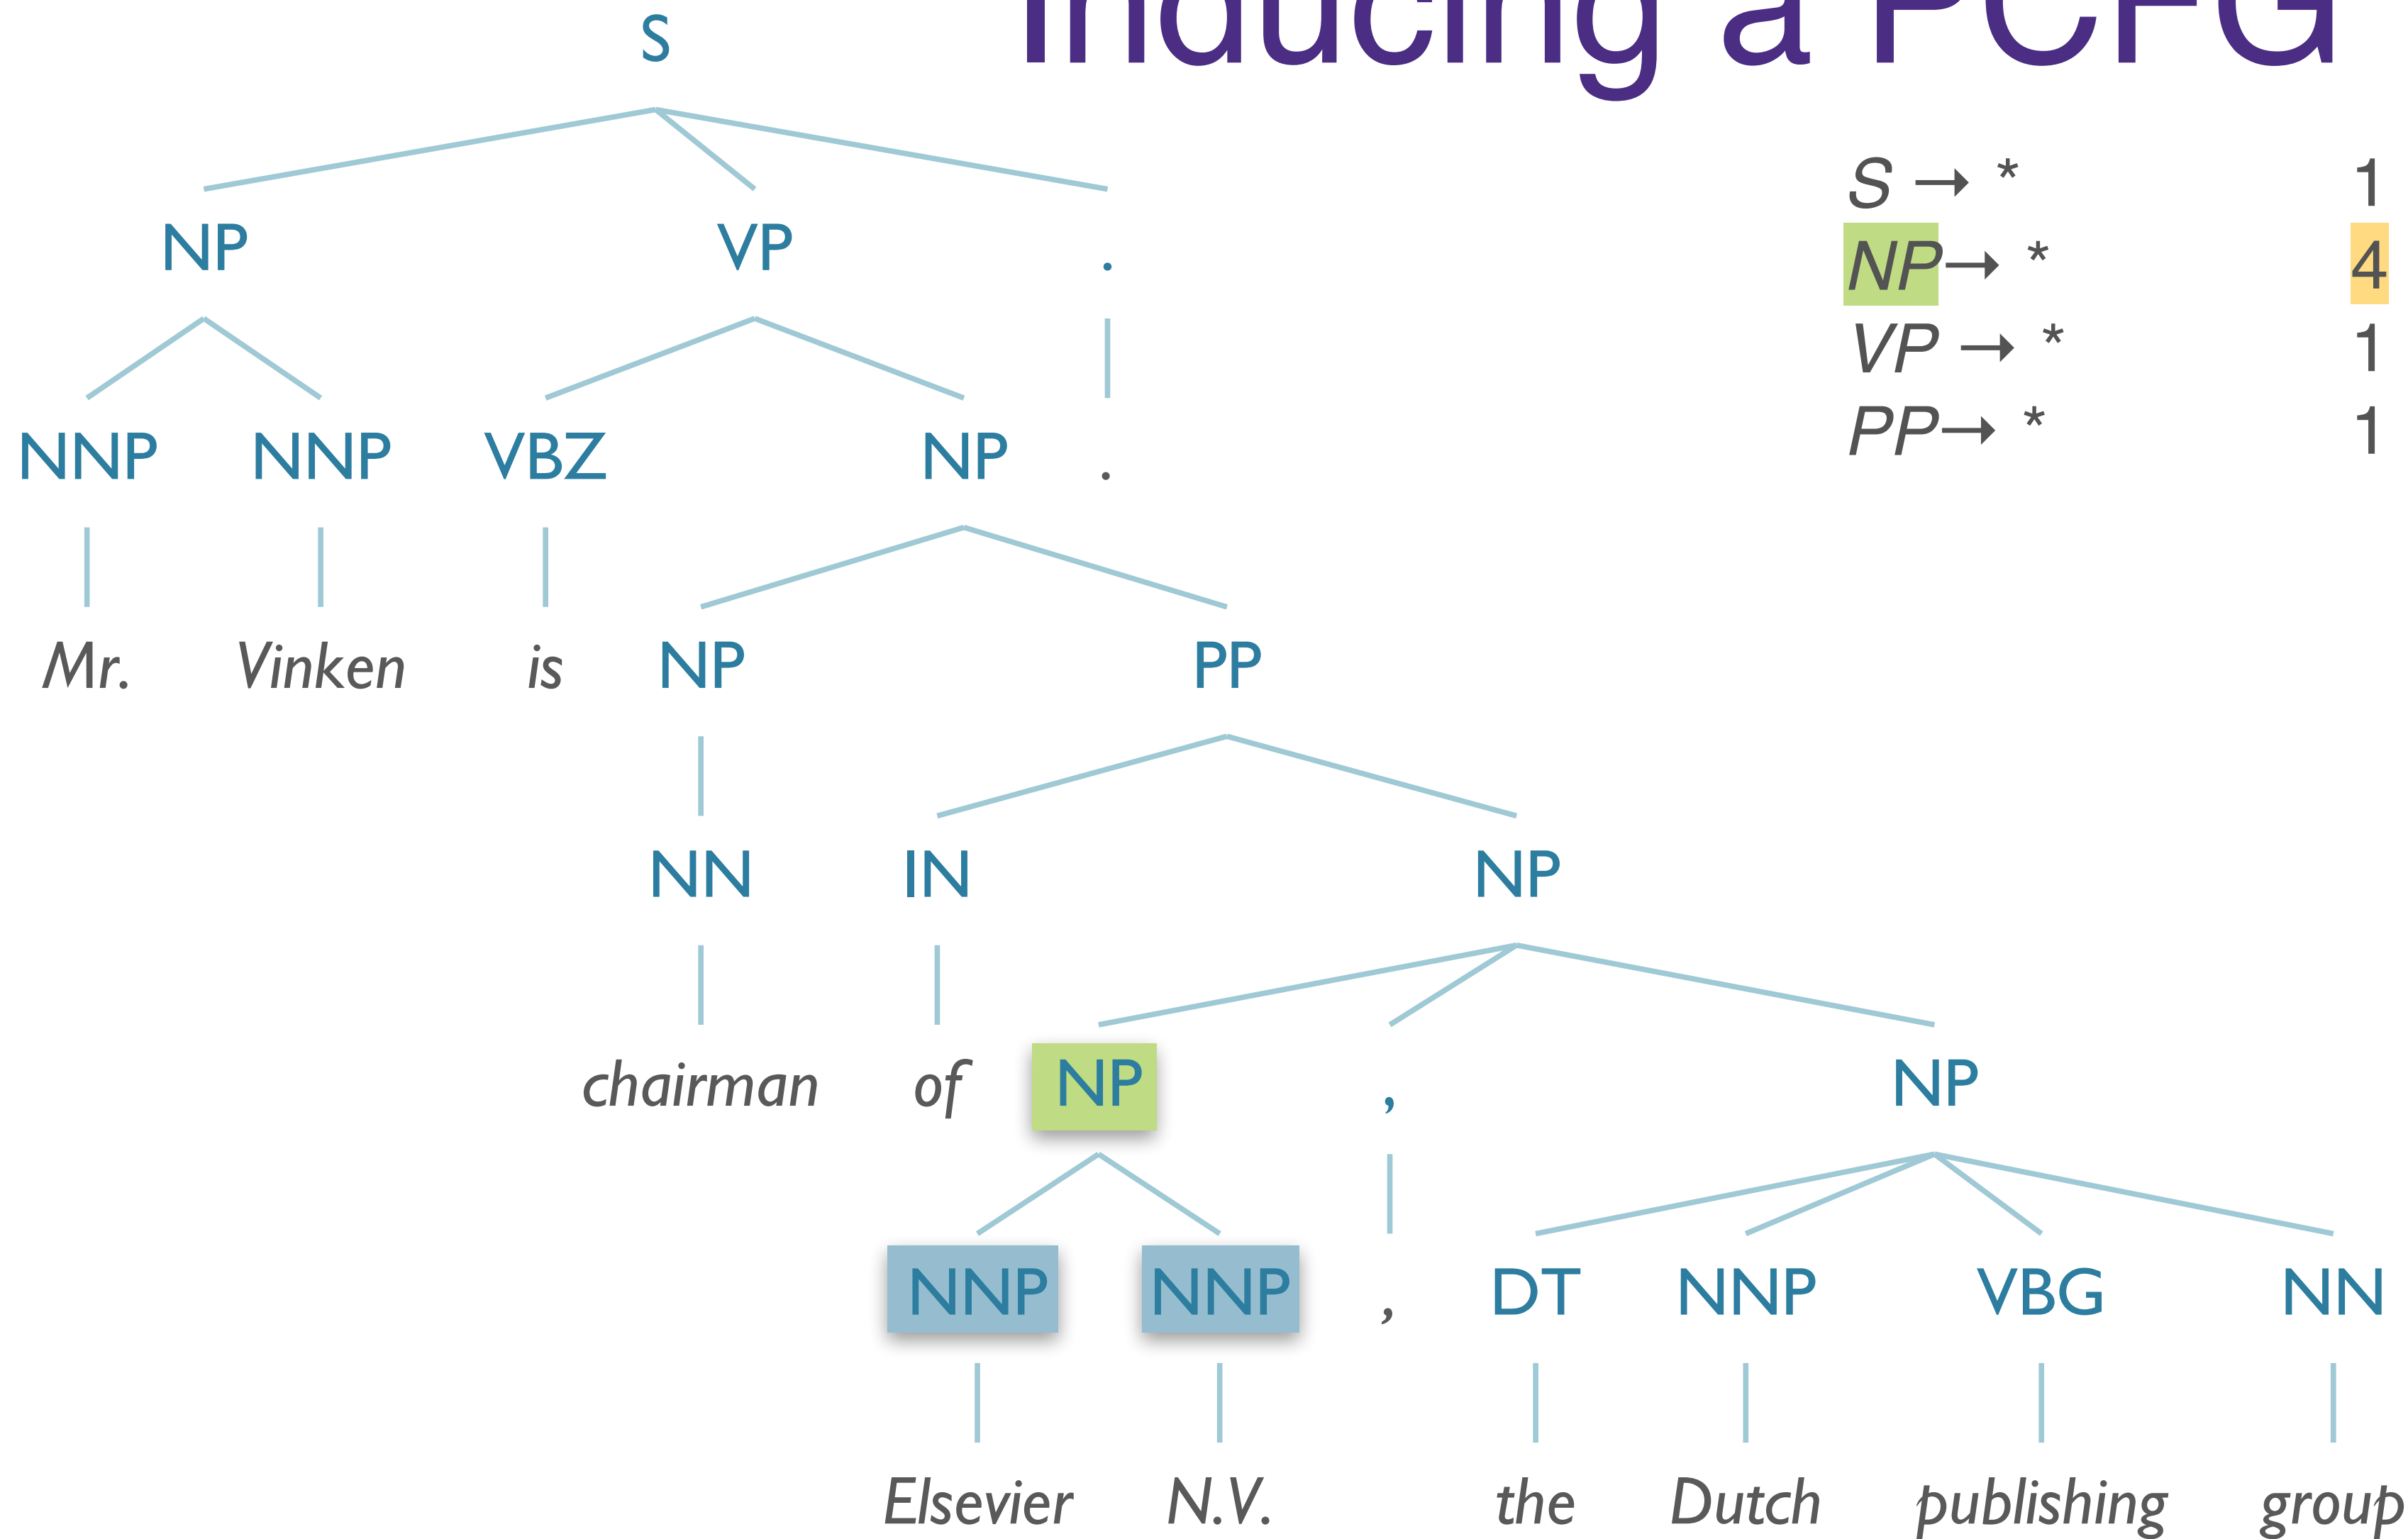 Inducing a PCFG
S
S → * 1
NP → * 4
VP → * 1
PP → * 1
NP VP .
NNP NNP VBZ NP .
Mr. Vinken is NP PP
NN IN NP
chairman of NP , NP
NNP NNP , DT NNP VBG NN
Elsevier N.V. the Dutch publishing group